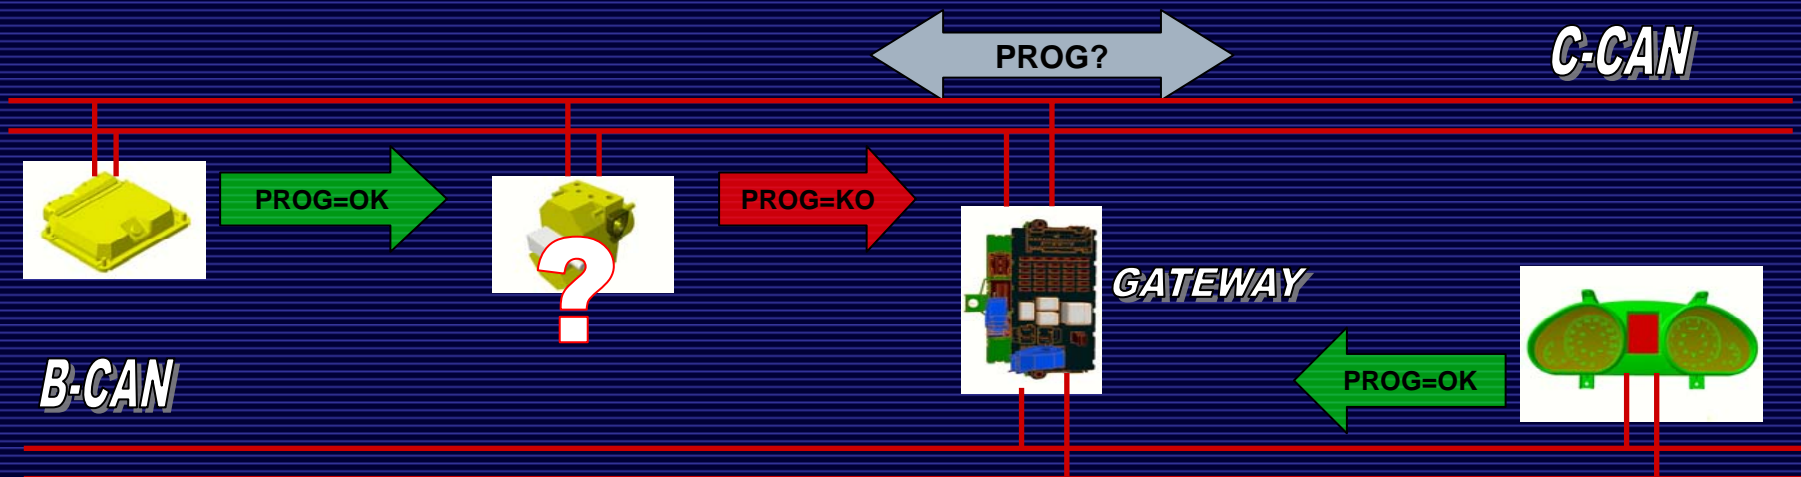 PROG?
C-CAN
PROG=OK
PROG=KO
?
GATEWAY
B-CAN
PROG=OK